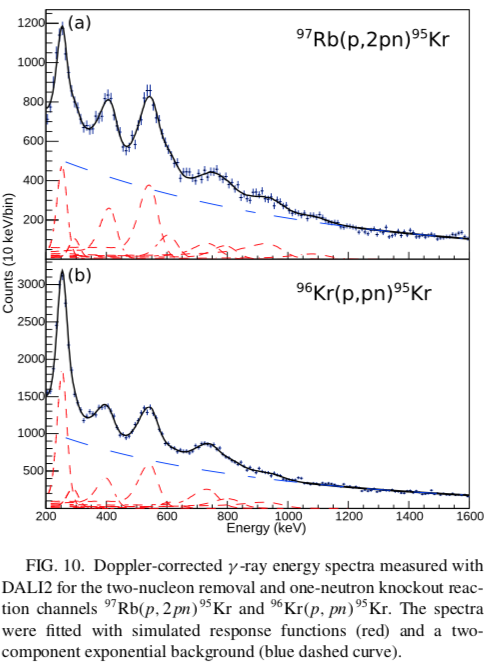 1200
(a)
⁹⁷Rb(p,2pn)⁹⁵Kr
1000
800
600
400
200
Counts (10 keV/bin)
(b)
⁹⁶Kr(p,pn)⁹⁵Kr
3000
2500
2000
1500
1000
500
200 400 600 800 1000 1200 1400 1600
Energy (keV)
FIG. 10. Doppler-corrected γ-ray energy spectra measured with
DALI2 for the two-nucleon removal and one-neutron knockout reac-
tion channels ⁹⁷Rb(p, 2pn)⁹⁵Kr and ⁹⁶Kr(p, pn)⁹⁵Kr. The spectra
were fitted with simulated response functions (red) and a two-
component exponential background (blue dashed curve).